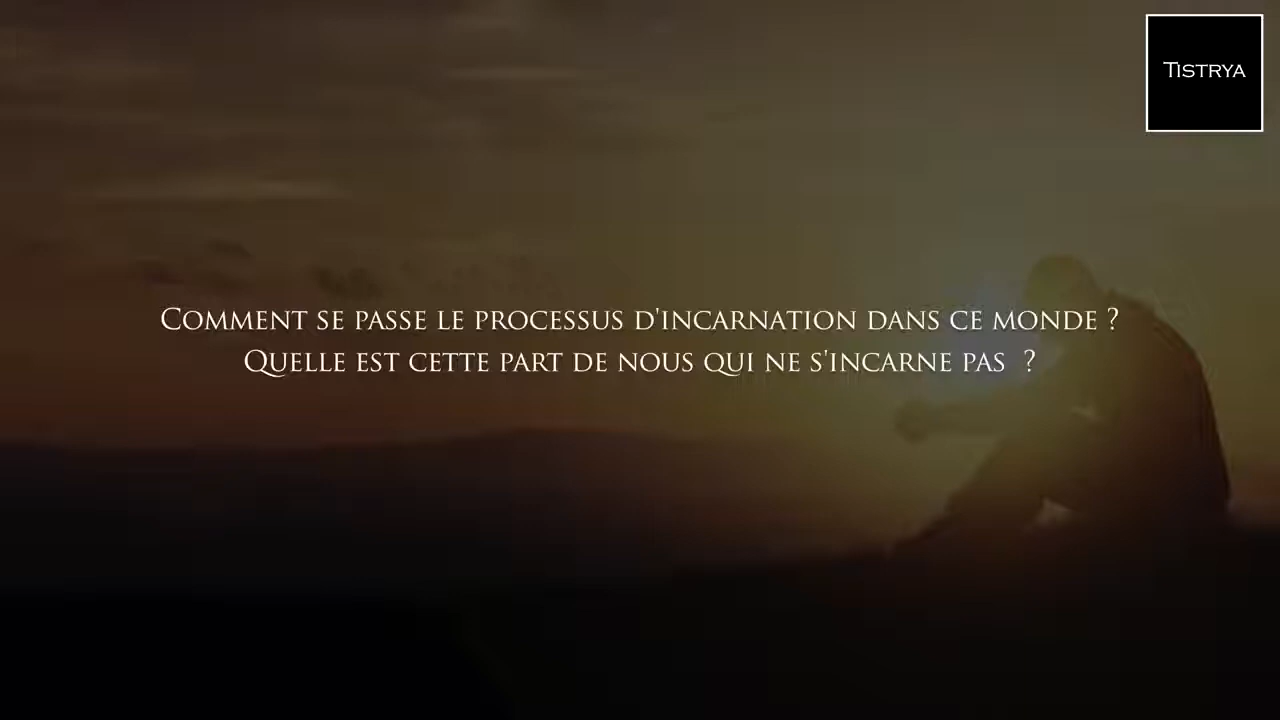 Tistrya
Comment se passe le processus d'incarnation dans ce monde ?
Quelle est cette part de nous qui ne s'incarne pas  ?